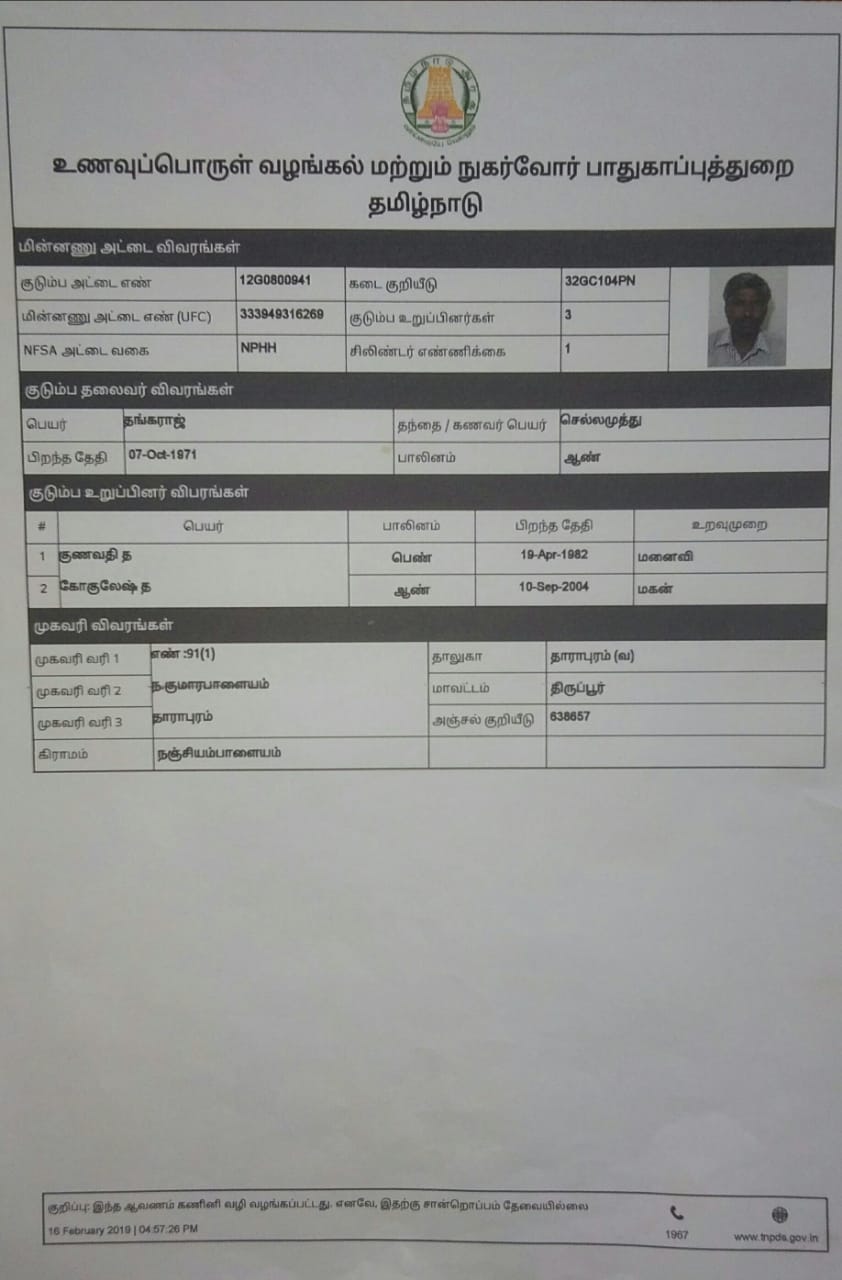 உணவுப்பொருள் வழங்கல் மற்றும் நுகர்வோர் பாதுகாப்புத்துறை
தமிழ்நாடு
மின்னணு அட்டை விவரங்கள்
குடும்ப அட்டை எண் 12G0800941 கடை குறியீடு 32GC104PN
மின்னணு அட்டை எண் (UFC) 333949316269 குடும்ப உறுப்பினர்கள் 3
NFSA அட்டை வகை NPHH சிலிண்டர் எண்ணிக்கை 1
குடும்ப தலைவர் விவரங்கள்
பெயர் தங்கராஜ் தந்தை / கணவர் பெயர் செல்லமுத்து
பிறந்த தேதி 07-Oct-1971 பாலினம் ஆண்
குடும்ப உறுப்பினர் விபரங்கள்
# பெயர் பாலினம் பிறந்த தேதி உறவுமுறை
1 குணவதி த பெண் 19-Apr-1982 மனைவி
2 கோகுலேஷ் த ஆண் 10-Sep-2004 மகன்
முகவரி விவரங்கள்
முகவரி வரி 1 எண் :91(1) தாலுகா தாராபுரம் (வ)
முகவரி வரி 2 ந.குமாரபாளையம் மாவட்டம் திருப்பூர்
முகவரி வரி 3 தாராபுரம் அஞ்சல் குறியீடு 638657
கிராமம் நஞ்சியம்பாளையம்
குறிப்பு: இந்த ஆவணம் கணினி வழி வழங்கப்பட்டது. எனவே, இதற்கு சான்றொப்பம் தேவையில்லை
16 February 2019 | 04:57:26 PM 1967 www.tnpds.gov.in